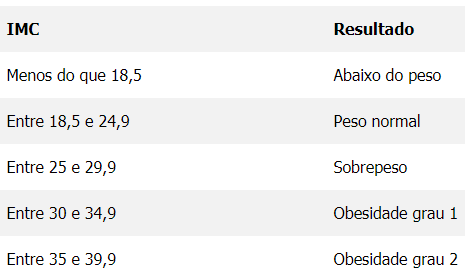 IMC Resultado
Menos do que 18,5 Abaixo do peso
Entre 18,5 e 24,9 Peso normal
Entre 25 e 29,9 Sobrepeso
Entre 30 e 34,9 Obesidade grau 1
Entre 35 e 39,9 Obesidade grau 2